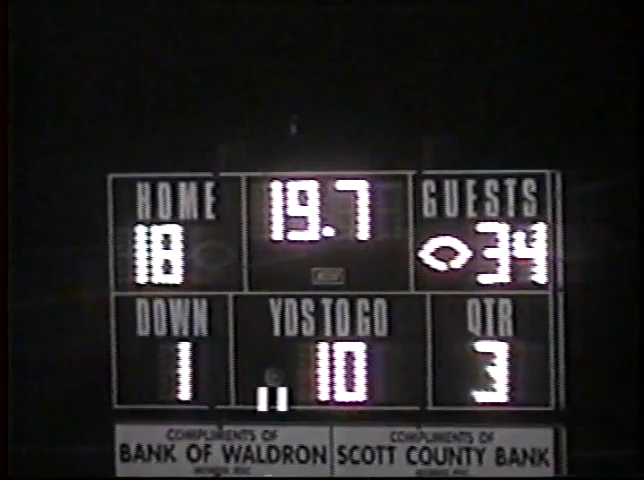 HOME
19.7
GUESTS
18
34
DOWN
YDS TO GO
QTR
1
10
3
COMPLIMENTS OF
BANK OF WALDRON
COMPLIMENTS OF
SCOTT COUNTY BANK